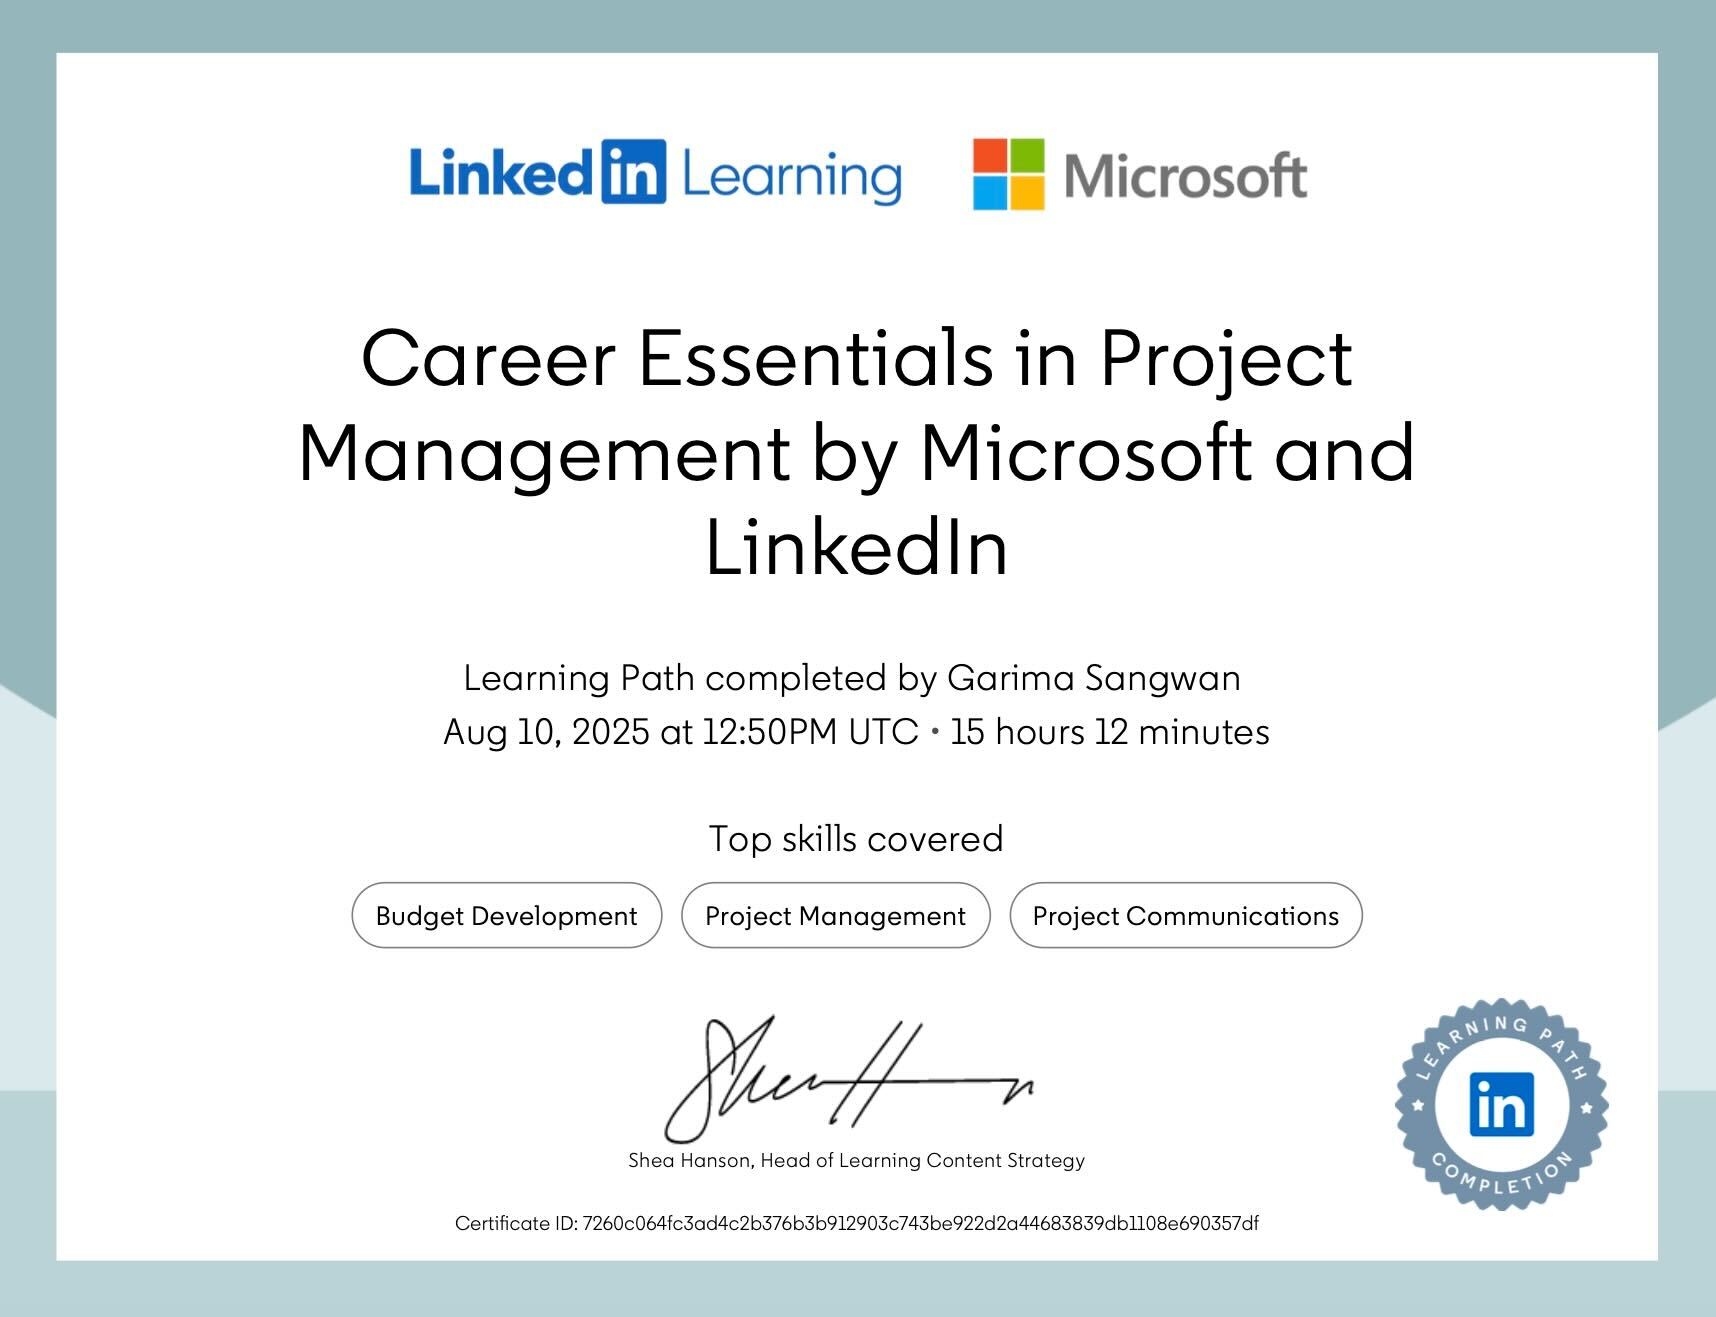 Linkedin Learning Microsoft
Career Essentials in Project
Management by Microsoft and
LinkedIn
Learning Path completed by Garima Sangwan
Aug 10, 2025 at 12:50PM UTC • 15 hours 12 minutes
Top skills covered
Budget Development Project Management Project Communications
Shea Hanson, Head of Learning Content Strategy
LEARNING PATH
in
COMPLETION
Certificate ID: 7260c064fc3ad4c2b376b3b912903c743be922d2a44683839db1108e690357df